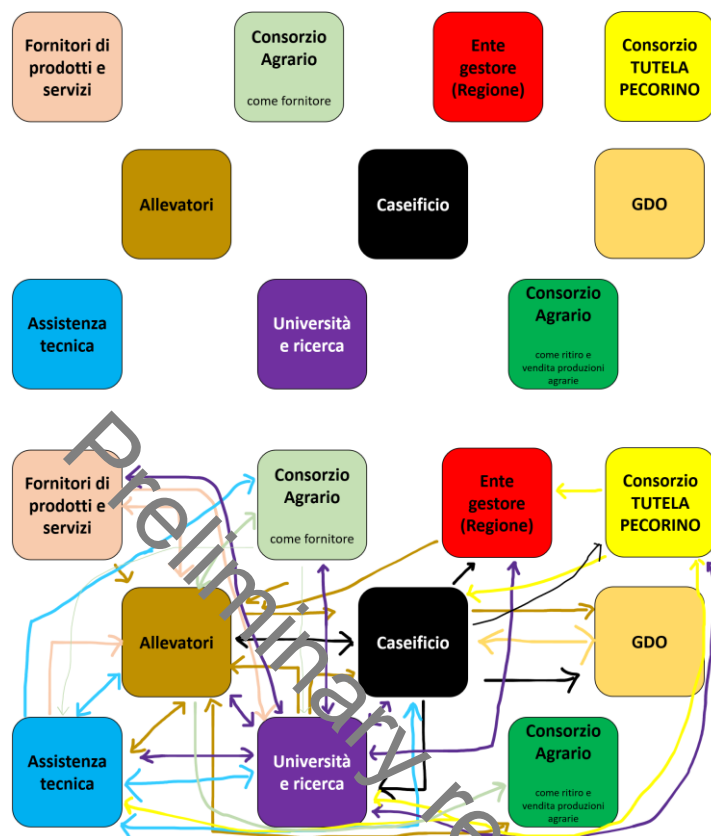 Fornitori di
prodotti e
servizi
Consorzio
Agrario
come fornitore
Ente
gestore
(Regione)
Consorzio
TUTELA
PECORINO
Allevatori
Caseificio
GDO
Assistenza
tecnica
Università
e ricerca
Consorzio
Agrario
come ritiro e
vendita produzioni
agrarie
Fornitori di
prodotti e
servizi
Consorzio
Agrario
come fornitore
Ente
gestore
(Regione)
Consorzio
TUTELA
PECORINO
Allevatori
Caseificio
GDO
Assistenza
tecnica
Università
e ricerca
Consorzio
Agrario
come ritiro e
vendita produzioni
agrarie
Preliminary re